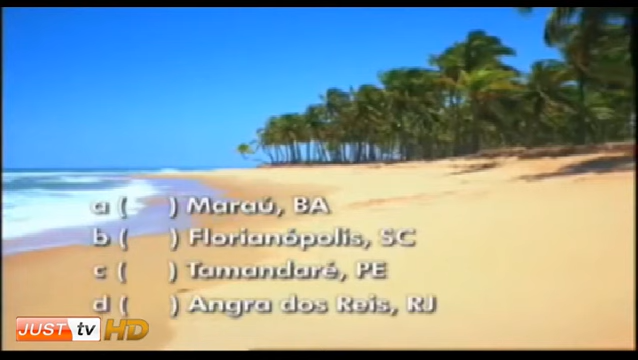 a (     ) Maraú, BA
b (     ) Florianópolis, SC
c (     ) Tamandaré, PE
d (     ) Angra dos Reis, RJ
JUST tv HD